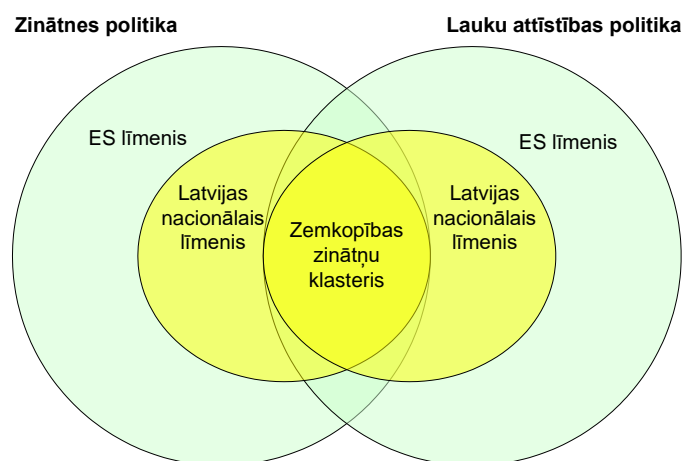 Zinātnes politika
Lauku attīstības politika
ES līmenis
ES līmenis
Latvijas
nacionālais
līmenis
Zemkopības
zinātņu
klasteris
Latvijas
nacionālais
līmenis